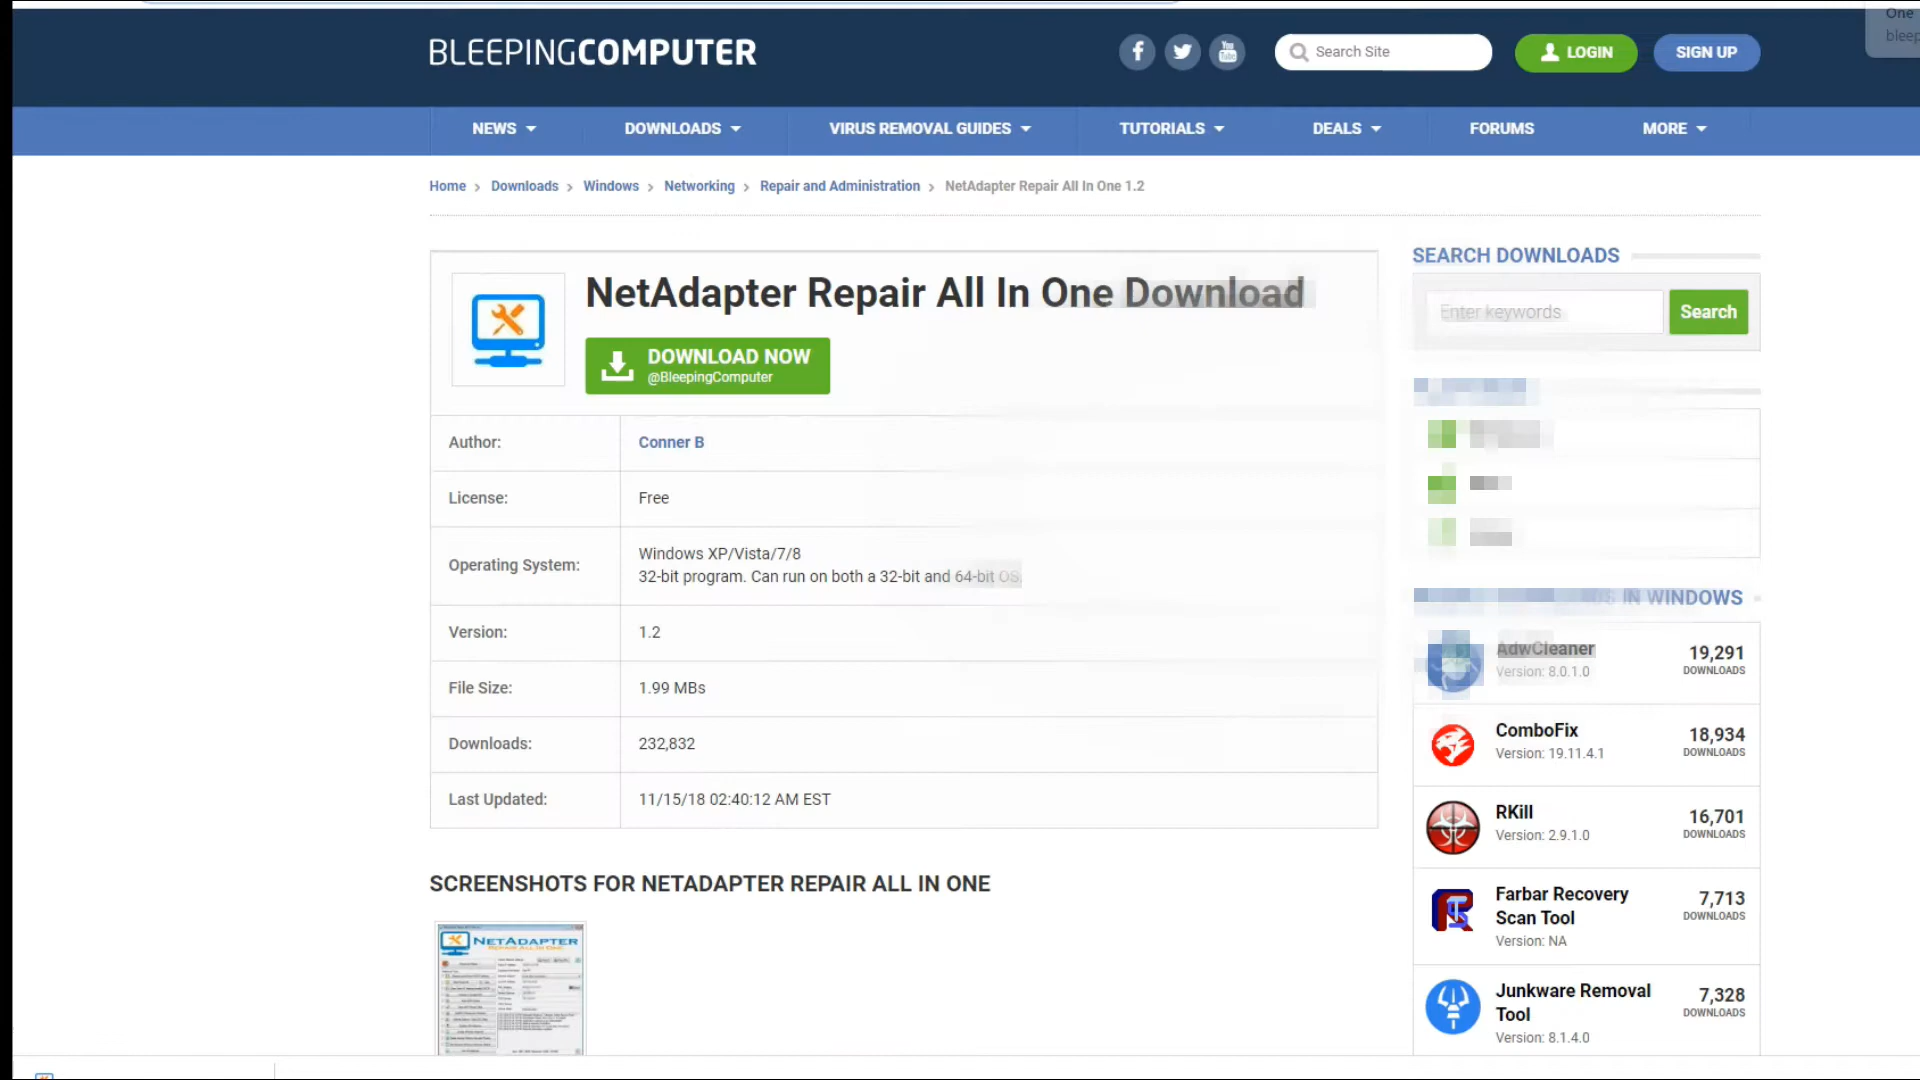 One
bleep
BLEEPINGCOMPUTER
Search Site
LOGIN
SIGN UP
NEWS
DOWNLOADS
VIRUS REMOVAL GUIDES
TUTORIALS
DEALS
FORUMS
MORE
Home > Downloads > Windows > Networking > Repair and Administration > NetAdapter Repair All In One 1.2
NetAdapter Repair All In One Download
DOWNLOAD NOW
@BleepingComputer
Author: Conner B
License: Free
Operating System: Windows XP/Vista/7/8
32-bit program. Can run on both a 32-bit and 64-bit OS.
Version: 1.2
File Size: 1.99 MBs
Downloads: 232,832
Last Updated: 11/15/18 02:40:12 AM EST
SCREENSHOTS FOR NETADAPTER REPAIR ALL IN ONE
NETADAPTER
REPAIR ALL IN ONE
SEARCH DOWNLOADS
Enter keywords
Search
IN WINDOWS
AdwCleaner
Version: 8.0.1.0
19,291
DOWNLOADS
ComboFix
Version: 19.11.4.1
18,934
DOWNLOADS
RKill
Version: 2.9.1.0
16,701
DOWNLOADS
Farbar Recovery
Scan Tool
Version: NA
7,713
DOWNLOADS
Junkware Removal
Tool
Version: 8.1.4.0
7,328
DOWNLOADS